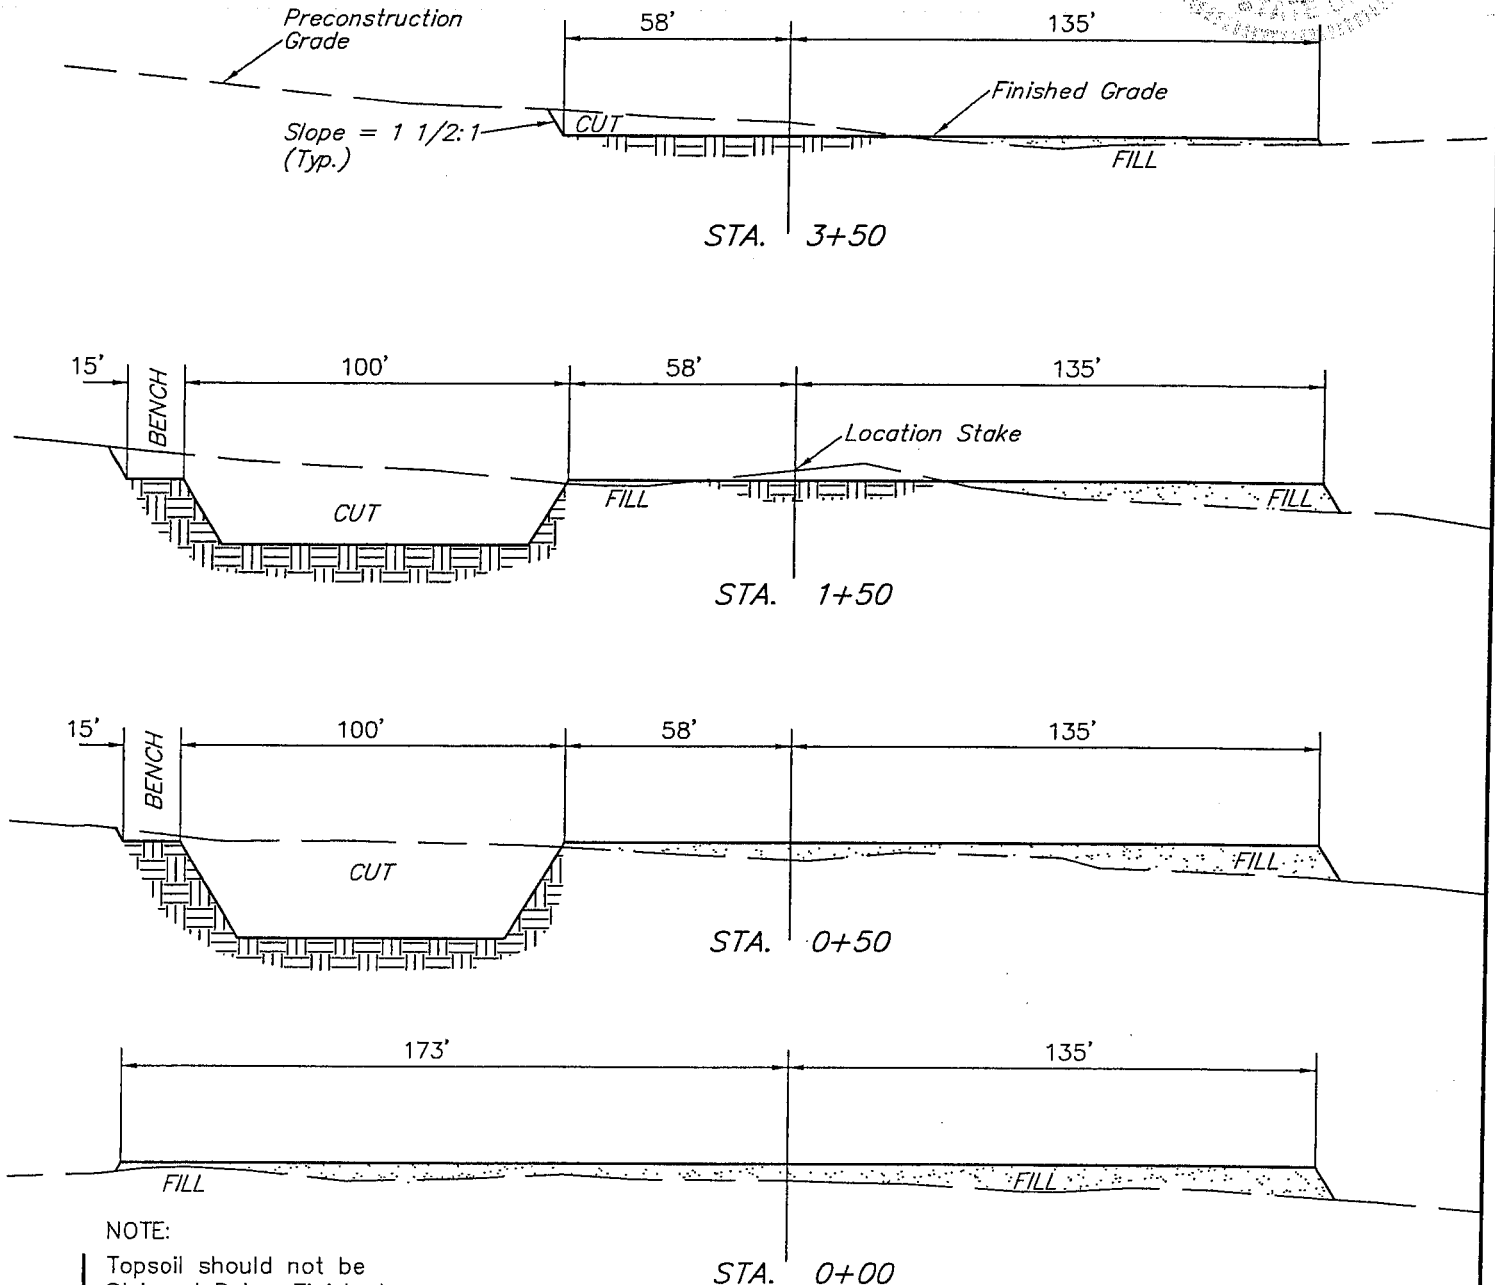 STATE
Preconstruction
Grade
58'
135'
Finished Grade
Slope = 1 1/2:1
(Typ.)
CUT
FILL
STA. 3+50
15'
BENCH
100'
58'
135'
Location Stake
CUT
FILL
FILL
STA. 1+50
15'
BENCH
100'
58'
135'
CUT
FILL
STA. 0+50
173'
135'
FILL
FILL
NOTE:
Topsoil should not be
STA. 0+00